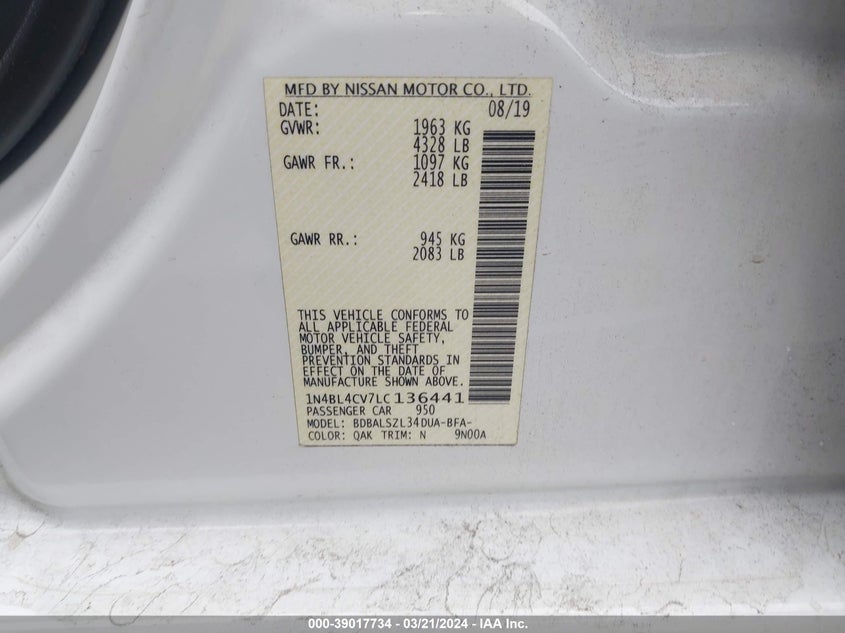 MFD BY NISSAN MOTOR CO., LTD.
DATE: 08/19
GVWR: 1963 KG
4328 LB
GAWR FR.: 1097 KG
2418 LB
GAWR RR.: 945 KG
2083 LB
THIS VEHICLE CONFORMS TO
ALL APPLICABLE FEDERAL
MOTOR VEHICLE SAFETY,
BUMPER, AND THEFT
PREVENTION STANDARDS IN
EFFECT ON THE DATE OF
MANUFACTURE SHOWN ABOVE.
1N4BL4CV7LC136441
PASSENGER CAR 950
MODEL: BDBALSZL34DUA-BFA-
COLOR: QAK TRIM: N 9N00A
000-39017734 - 03/21/2024 - IAA Inc.